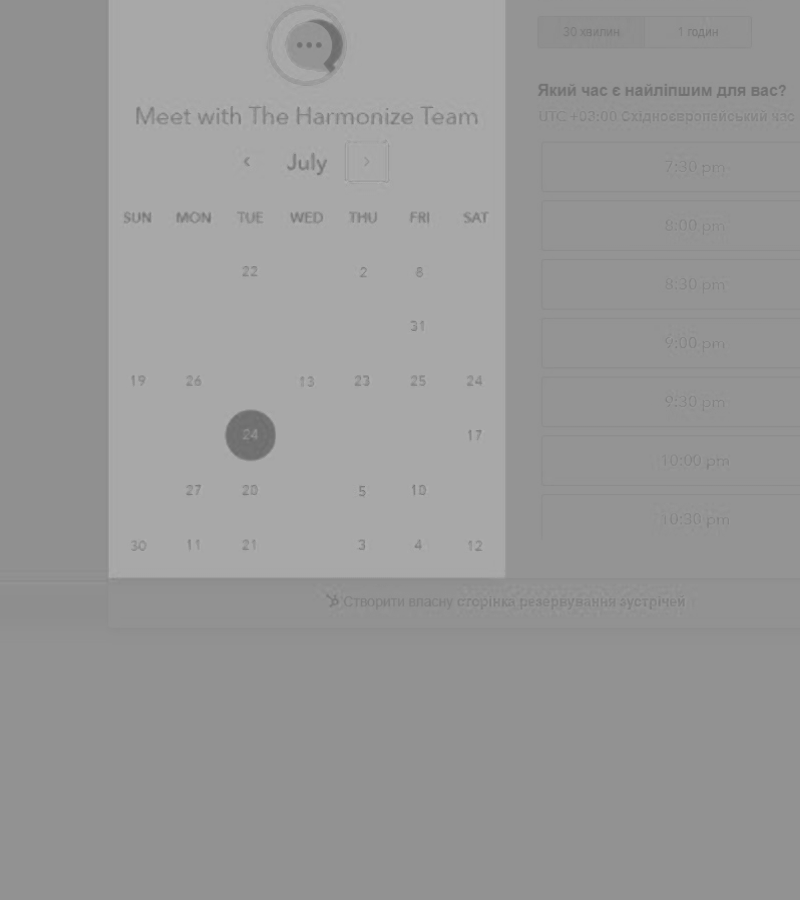 30 хвилин 1 годин
Meet with The Harmonize Team
July
Який час є найліпшим для вас?
UTC +03:00 Східноєвропейський час
SUN MON TUE WED THU FRI SAT
22 2 8
31
19 26 13 23 25 24
24 17
27 20 5 10
30 11 21 3 4 12
7:30 pm
8:00 pm
8:30 pm
9:00 pm
9:30 pm
10:00 pm
10:30 pm
Створити власну сторінка резервування зустрічей